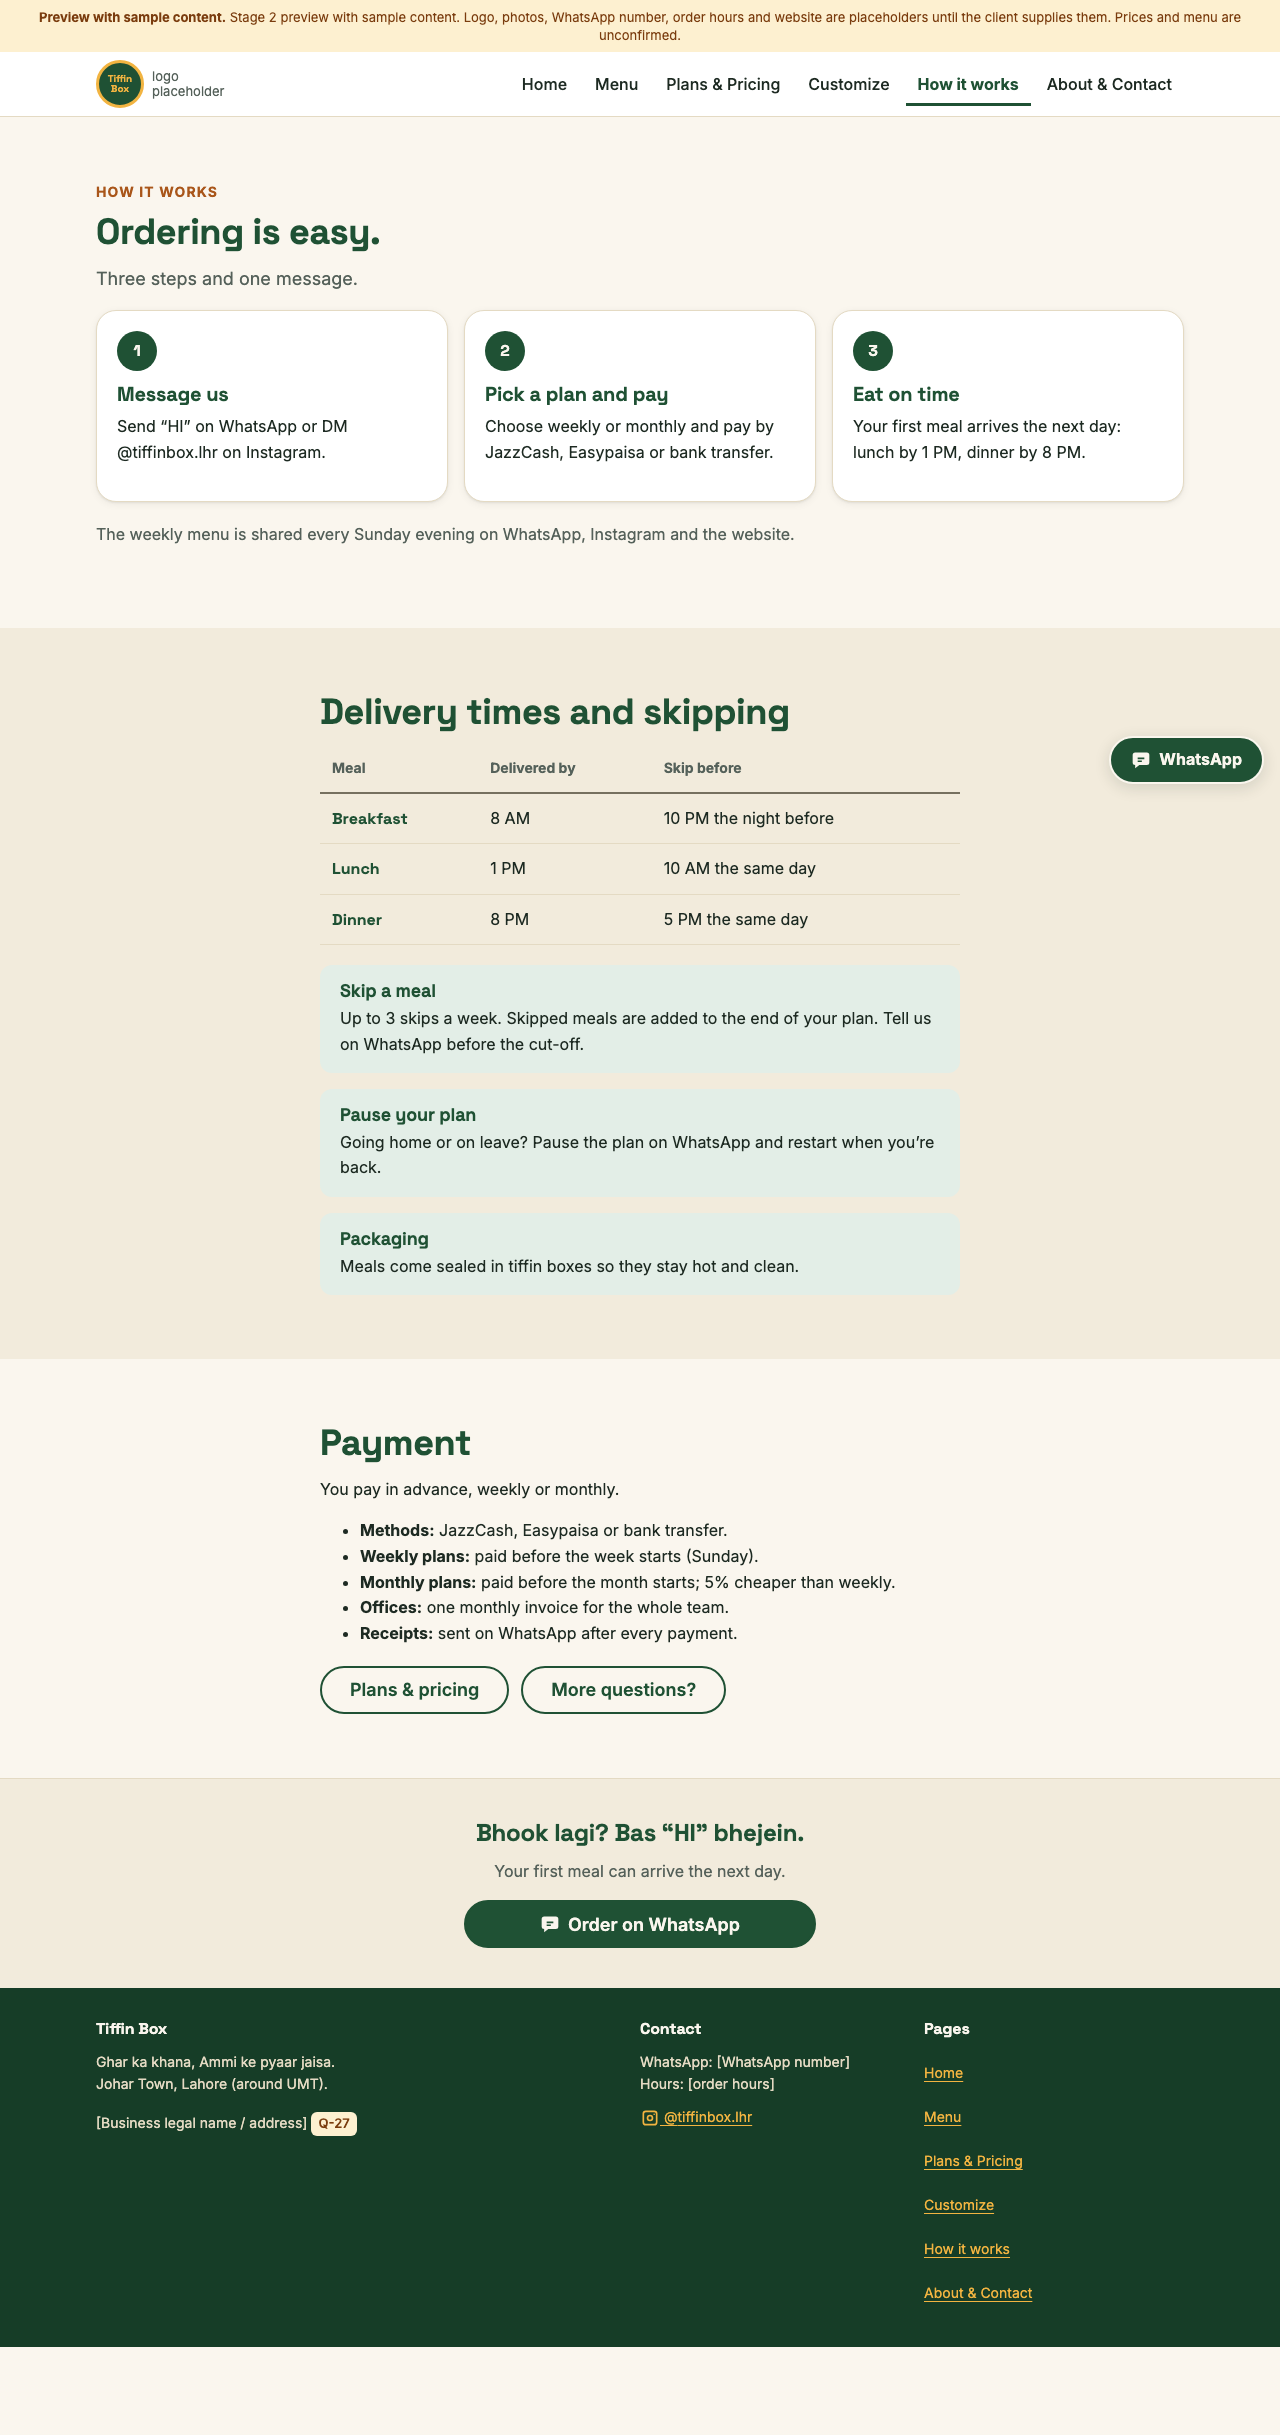 Preview with sample content. Stage 2 preview with sample content. Logo, photos, WhatsApp number, order hours and website are placeholders until the client supplies them. Prices and menu are
unconfirmed.
Tiffin
Box
logo
placeholder
Home Menu Plans & Pricing Customize How it works About & Contact
HOW IT WORKS
Ordering is easy.
Three steps and one message.
1
Message us
Send “HI” on WhatsApp or DM
@tiffinbox.lhr on Instagram.
2
Pick a plan and pay
Choose weekly or monthly and pay by
JazzCash, Easypaisa or bank transfer.
3
Eat on time
Your first meal arrives the next day:
lunch by 1 PM, dinner by 8 PM.
The weekly menu is shared every Sunday evening on WhatsApp, Instagram and the website.
Delivery times and skipping
WhatsApp
Meal Delivered by Skip before
Breakfast 8 AM 10 PM the night before
Lunch 1 PM 10 AM the same day
Dinner 8 PM 5 PM the same day
Skip a meal
Up to 3 skips a week. Skipped meals are added to the end of your plan. Tell us
on WhatsApp before the cut-off.
Pause your plan
Going home or on leave? Pause the plan on WhatsApp and restart when you’re
back.
Packaging
Meals come sealed in tiffin boxes so they stay hot and clean.
Payment
You pay in advance, weekly or monthly.
• Methods: JazzCash, Easypaisa or bank transfer.
• Weekly plans: paid before the week starts (Sunday).
• Monthly plans: paid before the month starts; 5% cheaper than weekly.
• Offices: one monthly invoice for the whole team.
• Receipts: sent on WhatsApp after every payment.
Plans & pricing More questions?
Bhook lagi? Bas “HI” bhejein.
Your first meal can arrive the next day.
Order on WhatsApp
Tiffin Box
Ghar ka khana, Ammi ke pyaar jaisa.
Johar Town, Lahore (around UMT).
[Business legal name / address] Q-27
Contact
WhatsApp: [WhatsApp number]
Hours: [order hours]
@tiffinbox.lhr
Pages
Home
Menu
Plans & Pricing
Customize
How it works
About & Contact